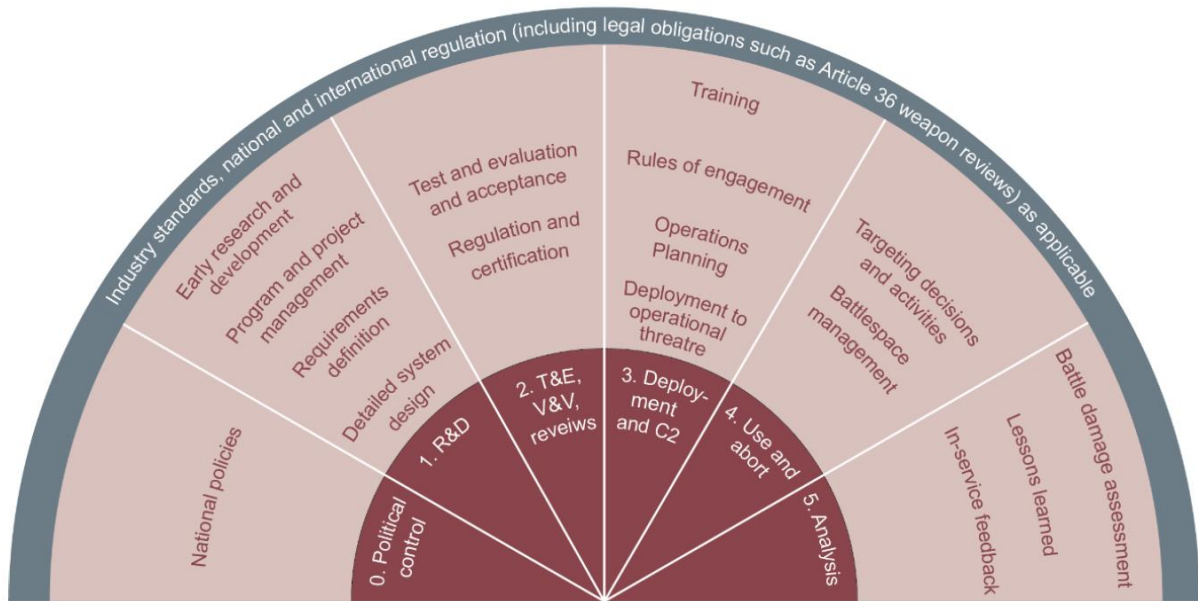 Industry standards, national and international regulation (including legal obligations such as Article 36 weapon reviews) as applicable
National policies
0. Political
control
Early research and
development
Program and project
management
Requirements
definition
Detailed system
design
1. R&D
Test and evaluation
and acceptance
Regulation and
certification
2. T&E,
V&V,
reveiws
Training
Rules of engagement
Operations
Planning
Deployment to
operational
threatre
3. Deploy-
ment
and C2
Targeting decisions
and activities
Battlespace
management
4. Use and
abort
Battle damage assessment
Lessons learned
In-service feedback
5. Analysis